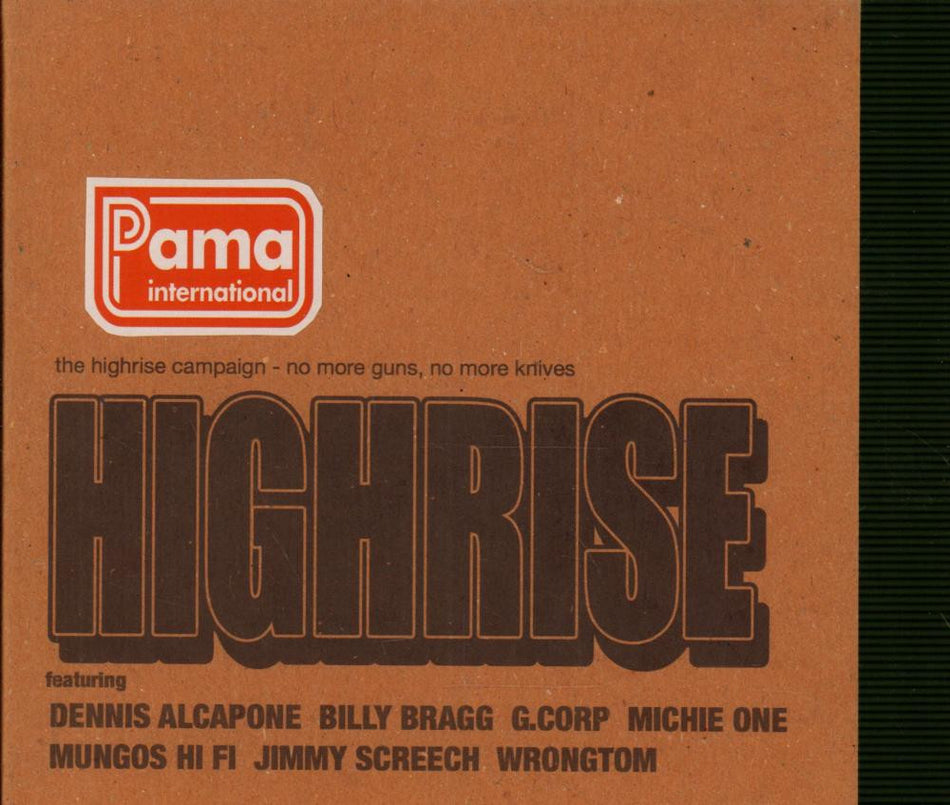 Pama
international
the highrise campaign - no more guns, no more knives
HIGHRISE
featuring
DENNIS ALCAPONE BILLY BRAGG G.CORP MICHIE ONE
MUNGOS HI FI JIMMY SCREECH WRONGTOM